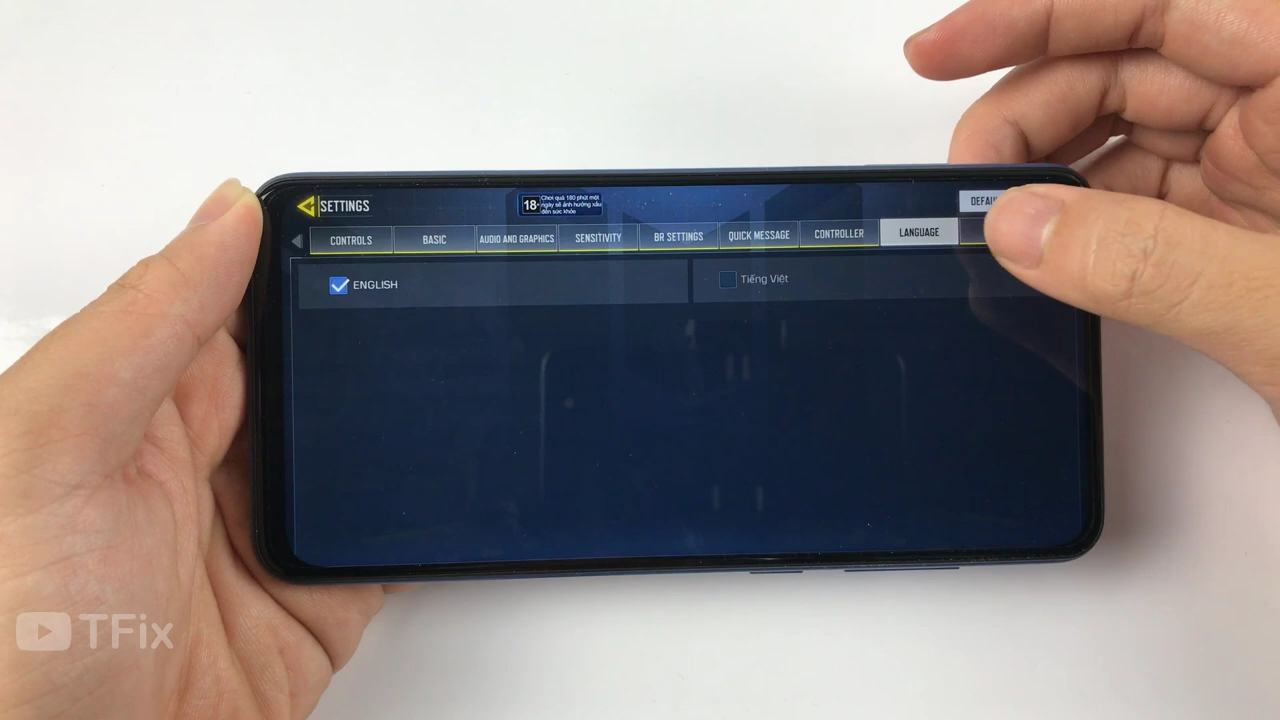 SETTINGS
18+
Chơi quá 180 phút một
ngày sẽ ảnh hưởng xấu
đến sức khỏe
CONTROLS
BASIC
AUDIO AND GRAPHICS
SENSITIVITY
BR SETTINGS
QUICK MESSAGE
CONTROLLER
LANGUAGE
ENGLISH
Tiếng Việt
TFix